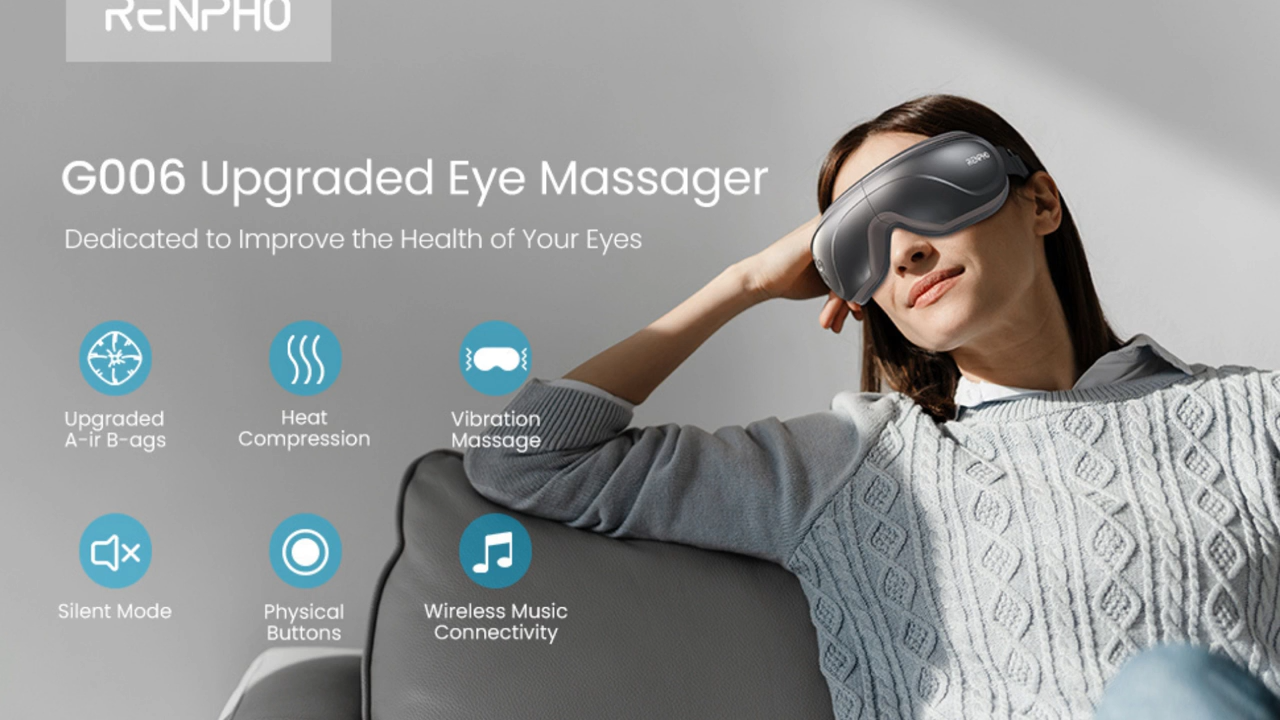 RENPHO
G006 Upgraded Eye Massager
Dedicated to Improve the Health of Your Eyes
RENPHO
Upgraded
A-ir B-ags
Heat
Compression
Vibration
Massage
Silent Mode
Physical
Buttons
Wireless Music
Connectivity